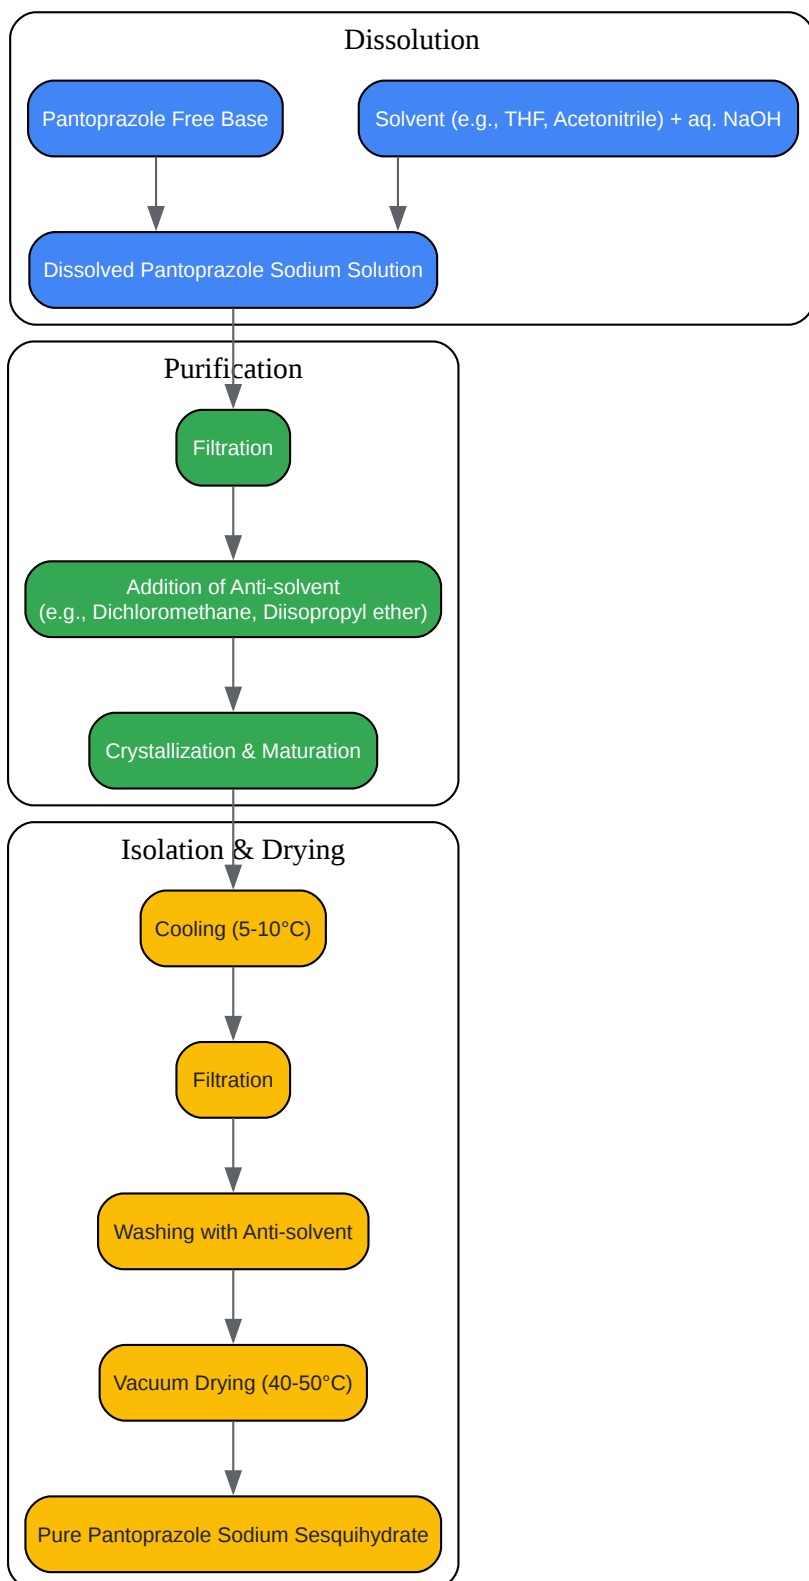 Dissolution
Pantoprazole Free Base
Solvent (e.g., THF, Acetonitrile) + aq. NaOH
Dissolved Pantoprazole Sodium Solution
Purification
Filtration
Addition of Anti-solvent
(e.g., Dichloromethane, Diisopropyl ether)
Crystallization & Maturation
Isolation & Drying
Cooling (5-10°C)
Filtration
Washing with Anti-solvent
Vacuum Drying (40-50°C)
Pure Pantoprazole Sodium Sesquihydrate